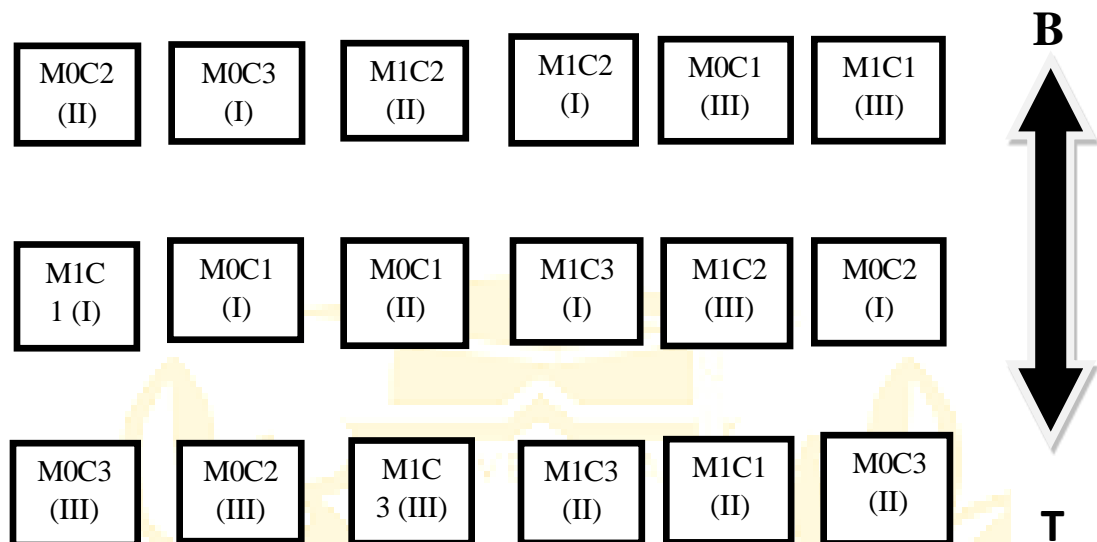 B
M0C2
(II)
M0C3
(I)
M1C2
(II)
M1C2
(I)
M0C1
(III)
M1C1
(III)
M1C
1 (I)
M0C1
(I)
M0C1
(II)
M1C3
(I)
M1C2
(III)
M0C2
(I)
M0C3
(III)
M0C2
(III)
M1C
3 (III)
M1C3
(II)
M1C1
(II)
M0C3
(II)
T